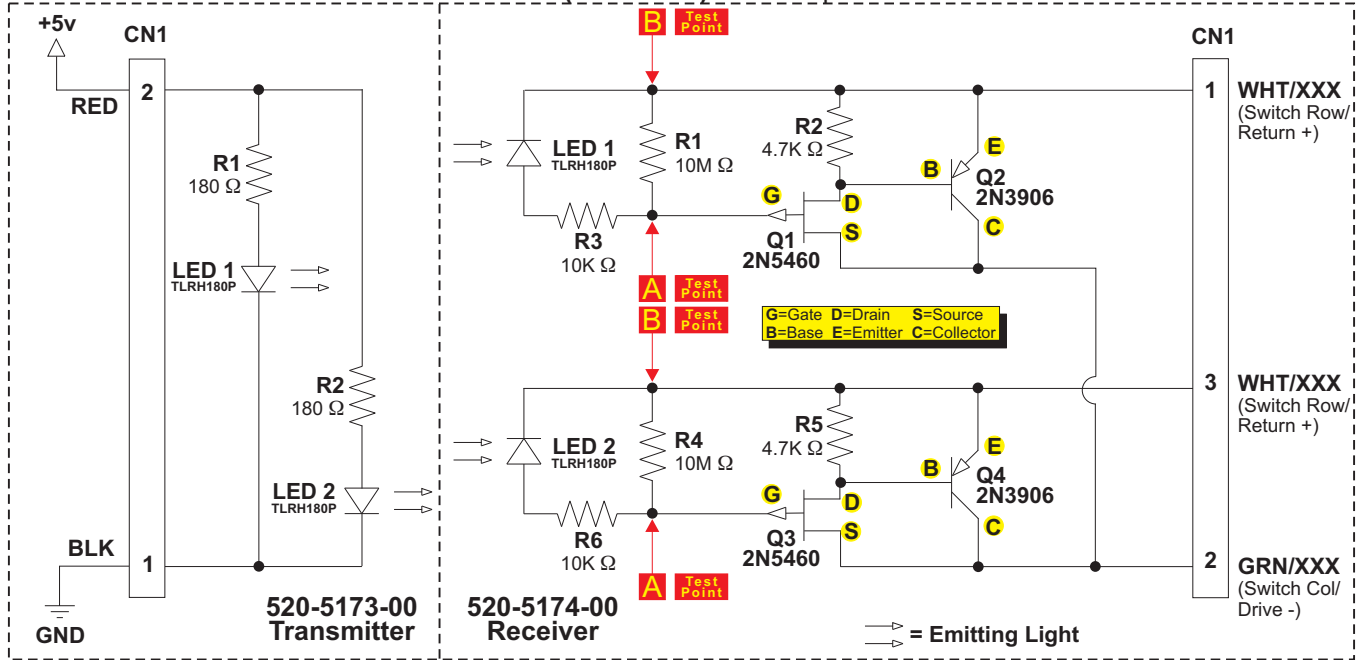 B Test Point
+5v
CN1
2
RED
R1
180 Ω
LED 1
TLRH180P
R2
180 Ω
LED 2
TLRH180P
BLK
1
GND
520-5173-00
Transmitter
LED 1
TLRH180P
R1
10M Ω
R3
10K Ω
A Test Point
R2
4.7K Ω
G
D
S
Q1
2N5460
B
E
Q2
2N3906
C
CN1
1
WHT/XXX
(Switch Row/
Return +)
G=Gate D=Drain S=Source
B=Base E=Emitter C=Collector
B Test Point
LED 2
TLRH180P
R4
10M Ω
R6
10K Ω
A Test Point
R5
4.7K Ω
G
D
S
Q3
2N5460
B
E
Q4
2N3906
C
3
WHT/XXX
(Switch Row/
Return +)
2
GRN/XXX
(Switch Col/
Drive -)
520-5174-00
Receiver
= Emitting Light